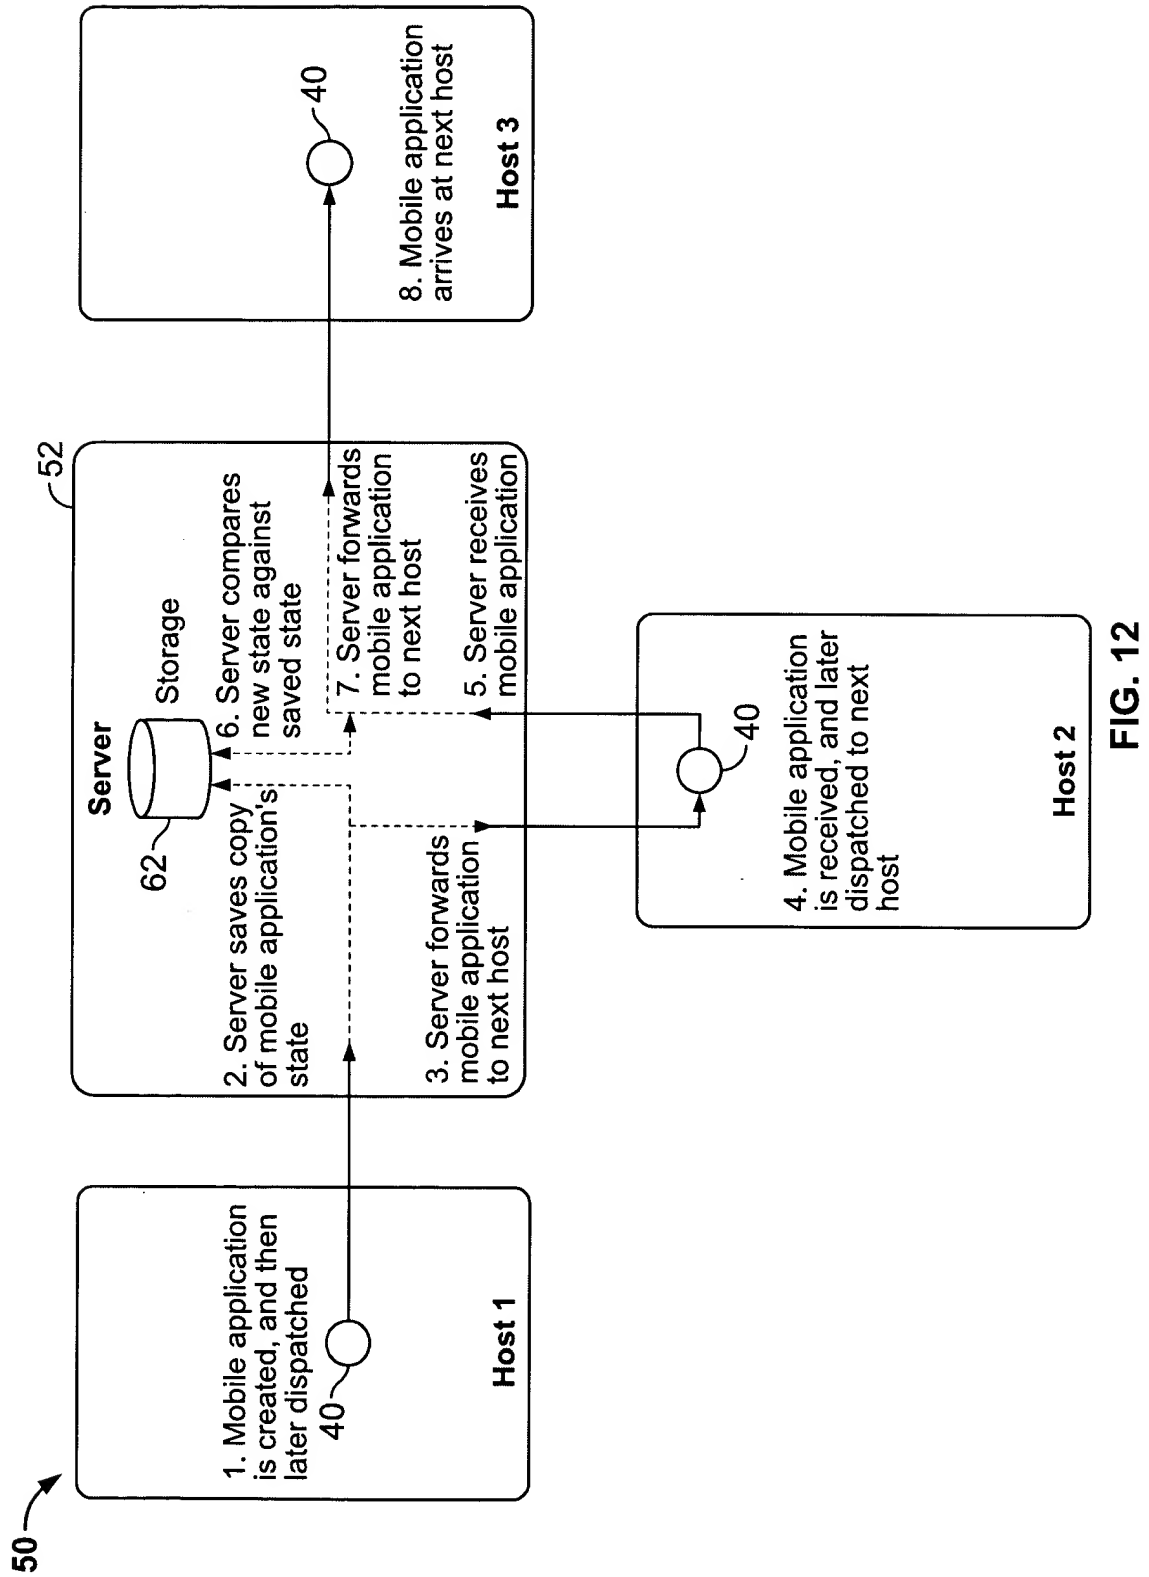 50
1. Mobile application
is created, and then
later dispatched
40
Host 1
52
Server
62
Storage
2. Server saves copy
of mobile application's
state
3. Server forwards
mobile application
to next host
6. Server compares
new state against
saved state
7. Server forwards
mobile application
to next host
5. Server receives
mobile application
40
4. Mobile application
is received, and later
dispatched to next
host
Host 2
40
8. Mobile application
arrives at next host
Host 3
FIG. 12